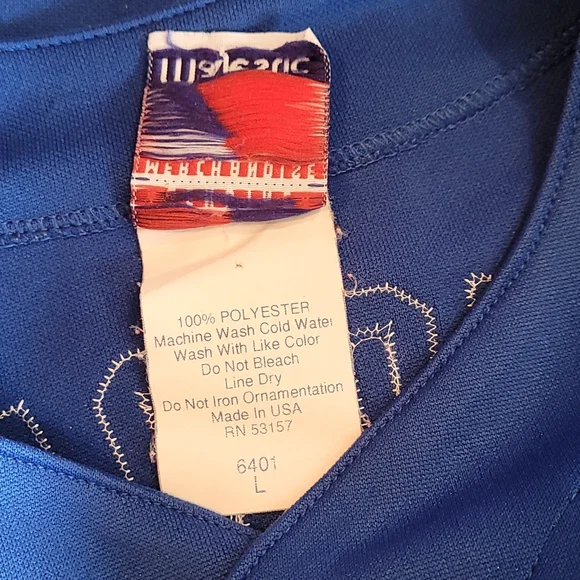 MERCHANDISE
100% POLYESTER
Machine Wash Cold Water
Wash With Like Color
Do Not Bleach
Line Dry
Do Not Iron Ornamentation
Made In USA
RN 53157
6401
L